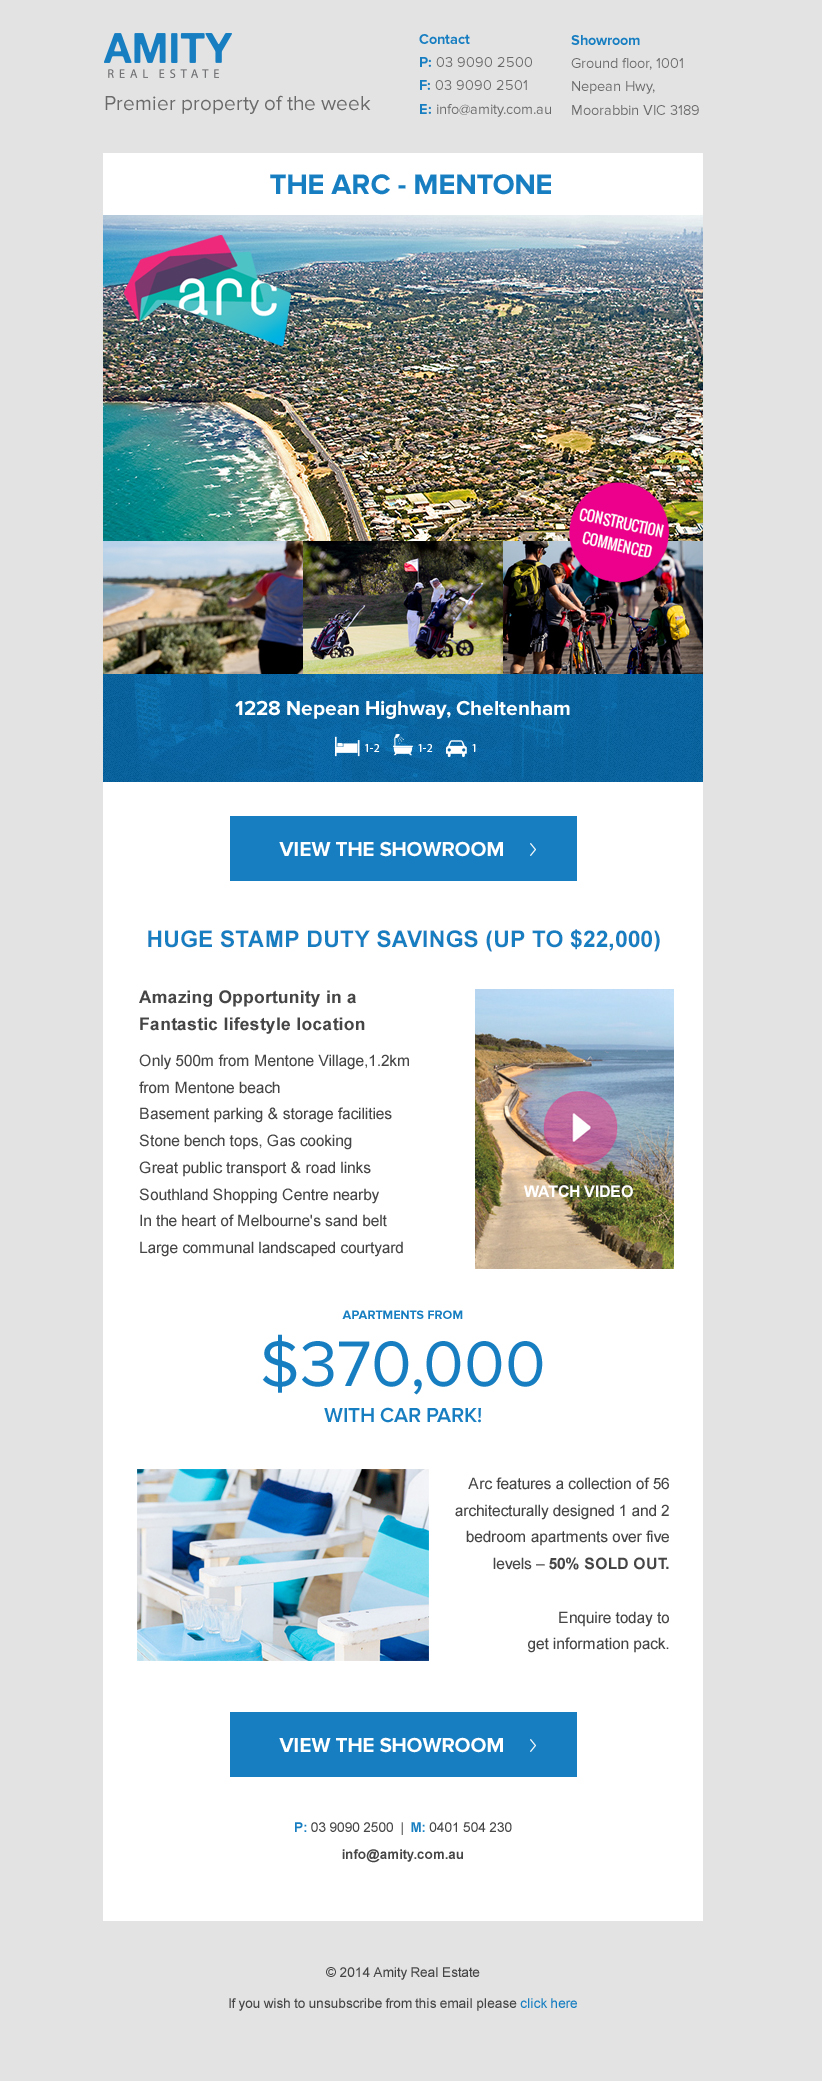 AMITY
REAL ESTATE
Premier property of the week
Contact
P: 03 9090 2500
F: 03 9090 2501
E: info@amity.com.au
Showroom
Ground floor, 1001
Nepean Hwy,
Moorabbin VIC 3189
THE ARC - MENTONE
arc
CONSTRUCTION
COMMENCED
1228 Nepean Highway, Cheltenham
1-2 1-2 1
VIEW THE SHOWROOM
HUGE STAMP DUTY SAVINGS (UP TO $22,000)
Amazing Opportunity in a
Fantastic lifestyle location
Only 500m from Mentone Village,1.2km
from Mentone beach
Basement parking & storage facilities
Stone bench tops, Gas cooking
Great public transport & road links
Southland Shopping Centre nearby
In the heart of Melbourne's sand belt
Large communal landscaped courtyard
WATCH VIDEO
APARTMENTS FROM
$370,000
WITH CAR PARK!
75
Arc features a collection of 56
architecturally designed 1 and 2
bedroom apartments over five
levels – 50% SOLD OUT.
Enquire today to
get information pack.
VIEW THE SHOWROOM
P: 03 9090 2500 | M: 0401 504 230
info@amity.com.au
© 2014 Amity Real Estate
If you wish to unsubscribe from this email please click here